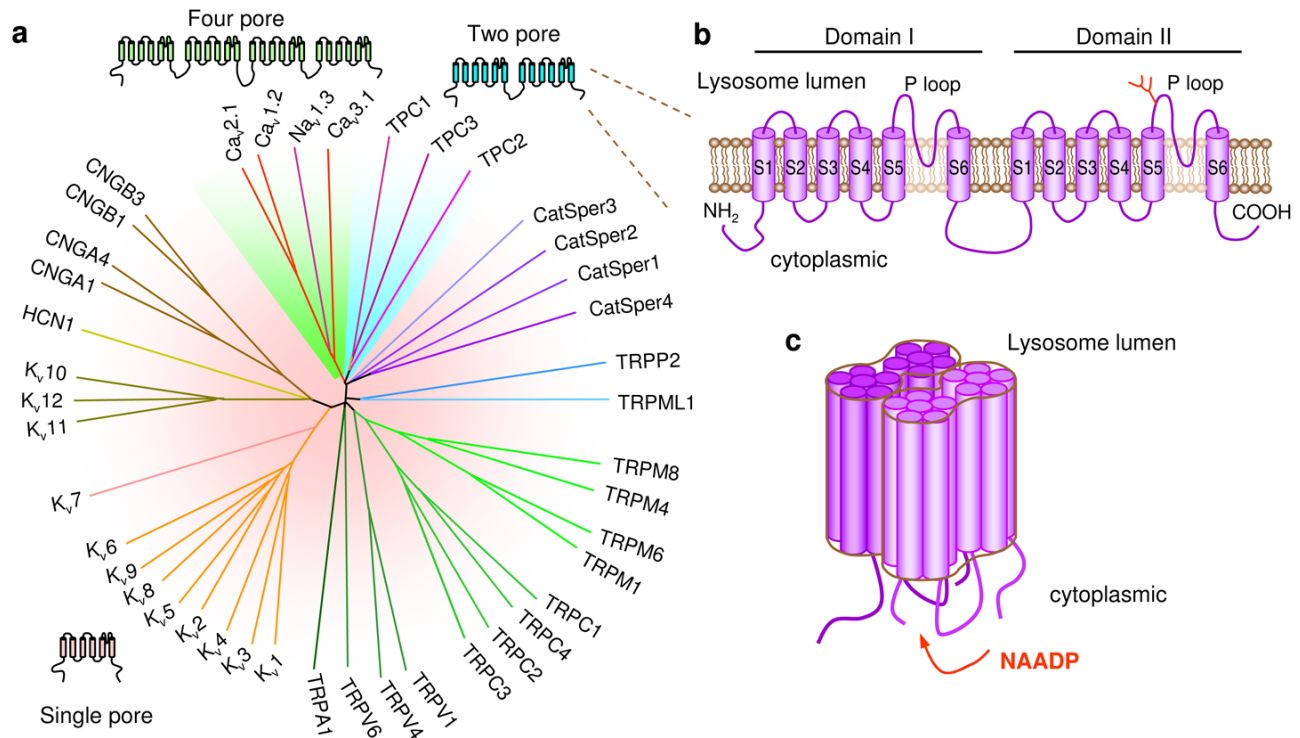 a
Four pore
Two pore
Caᵥ2.1
Caᵥ1.2
Naᵥ1.3
Caᵥ3.1
TPC1
TPC3
TPC2
CatSper3
CatSper2
CatSper1
CatSper4
TRPP2
TRPML1
TRPM8
TRPM4
TRPM6
TRPM1
TRPC1
TRPC4
TRPC2
TRPC3
TRPV1
TRPV4
TRPV6
TRPA1
Kᵥ1
Kᵥ3
Kᵥ4
Kᵥ2
Kᵥ5
Kᵥ8
Kᵥ9
Kᵥ6
Kᵥ7
Kᵥ11
Kᵥ12
Kᵥ10
HCN1
CNGA1
CNGA4
CNGB1
CNGB3
Single pore
b
Domain I
Domain II
Lysosome lumen
P loop
P loop
S1 S2 S3 S4 S5 S6 S1 S2 S3 S4 S5 S6
NH₂
COOH
cytoplasmic
c
Lysosome lumen
cytoplasmic
NAADP